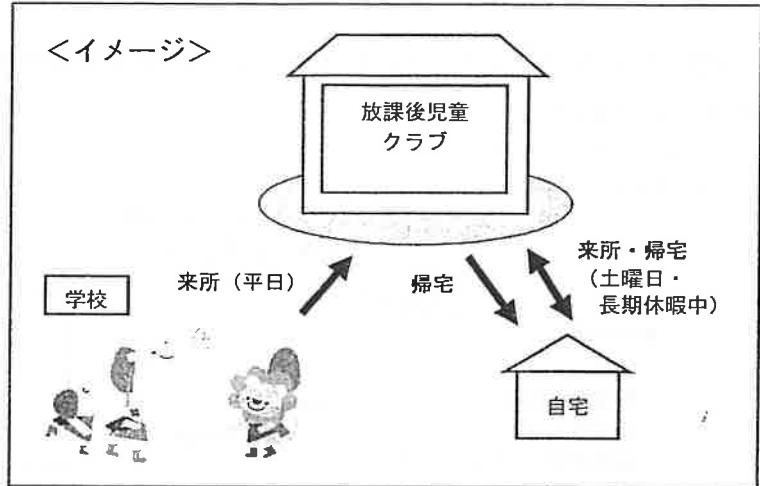 <イメージ>
放課後児童
クラブ
学校
来所（平日）
帰宅
来所・帰宅
（土曜日・
長期休暇中）
自宅